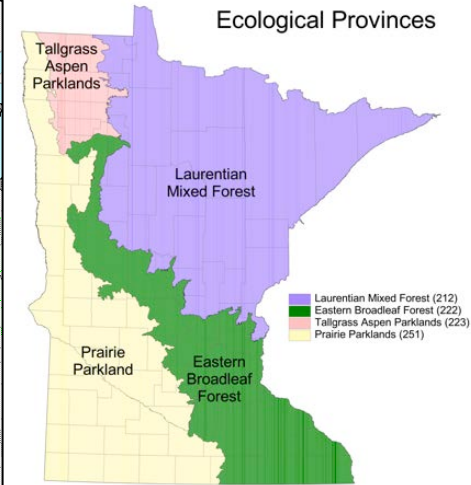 Ecological Provinces
Tallgrass
Aspen
Parklands
Laurentian
Mixed Forest
Laurentian Mixed Forest (212)
Eastern Broadleaf Forest (222)
Tallgrass Aspen Parklands (223)
Prairie Parklands (251)
Prairie
Parkland
Eastern
Broadleaf
Forest